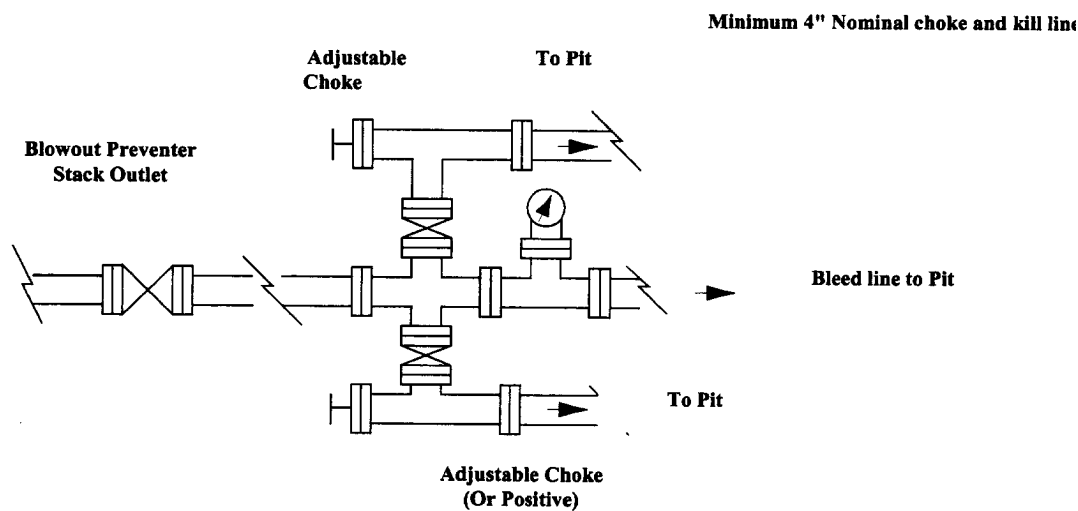 Minimum 4" Nominal choke and kill line
Adjustable
Choke
To Pit
Blowout Preventer
Stack Outlet
Bleed line to Pit
To Pit
Adjustable Choke
(Or Positive)